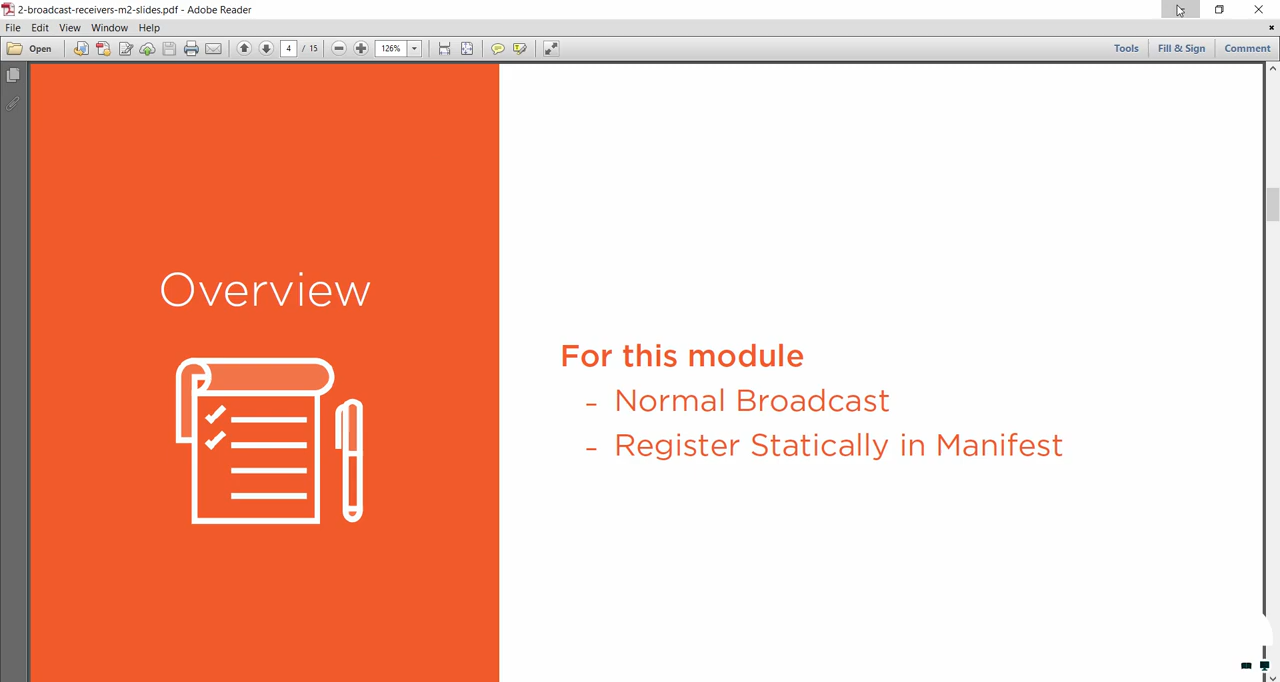 2-broadcast-receivers-m2-slides.pdf - Adobe Reader
File Edit View Window Help
Open 4 / 15 126% Tools Fill & Sign Comment
Overview
For this module
- Normal Broadcast
- Register Statically in Manifest